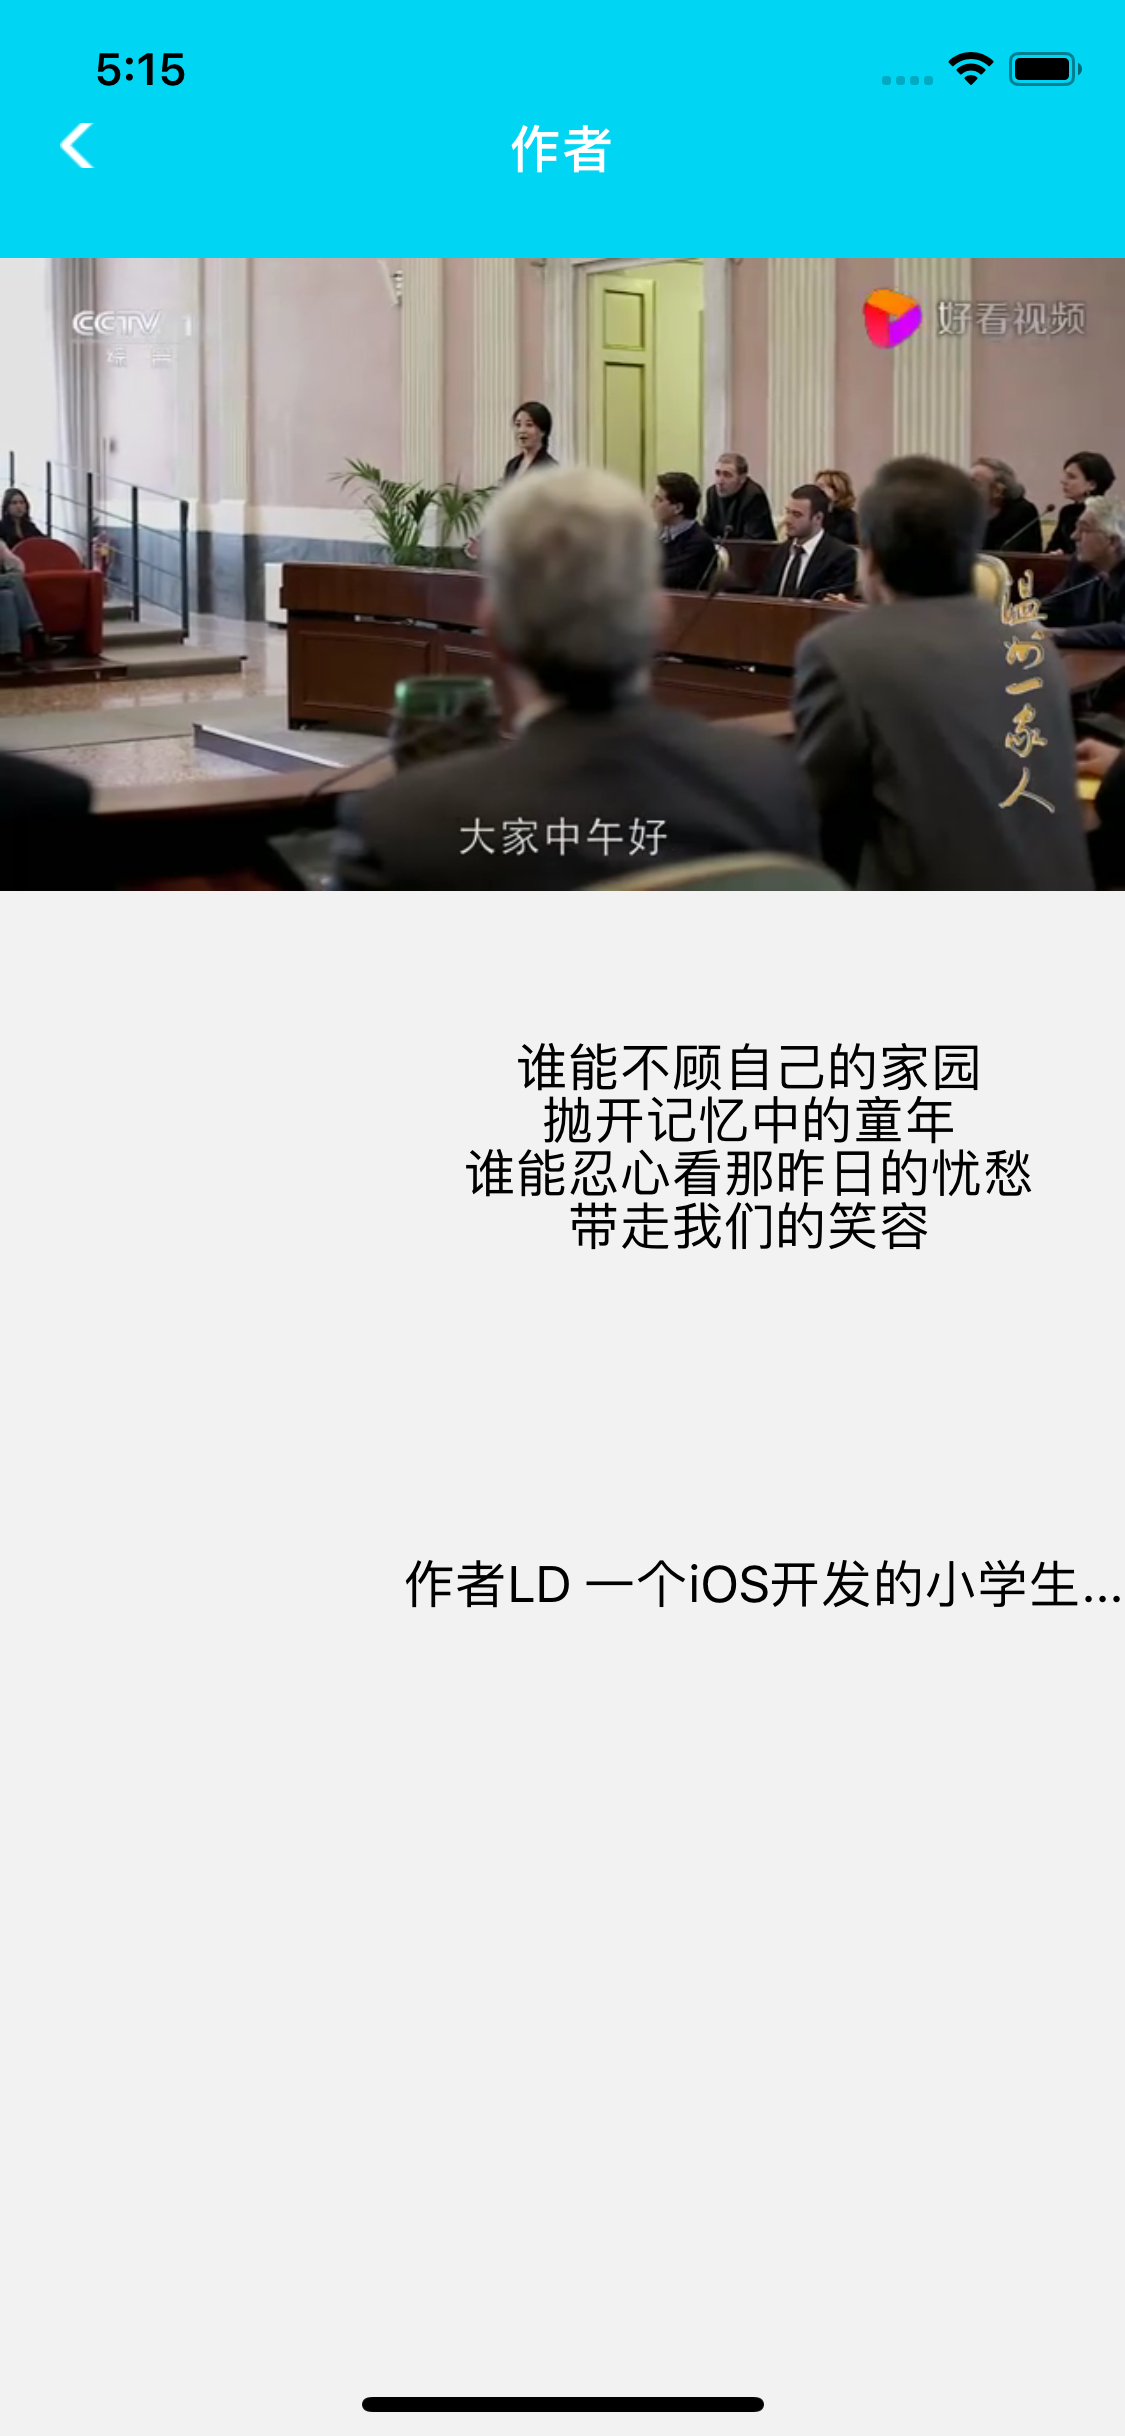 5:15
作者
CCTV 1
综合
好看视频
温州一家人
大家中午好
谁能不顾自己的家园
抛开记忆中的童年
谁能忍心看那昨日的忧愁
带走我们的笑容
作者LD 一个iOS开发的小学生...